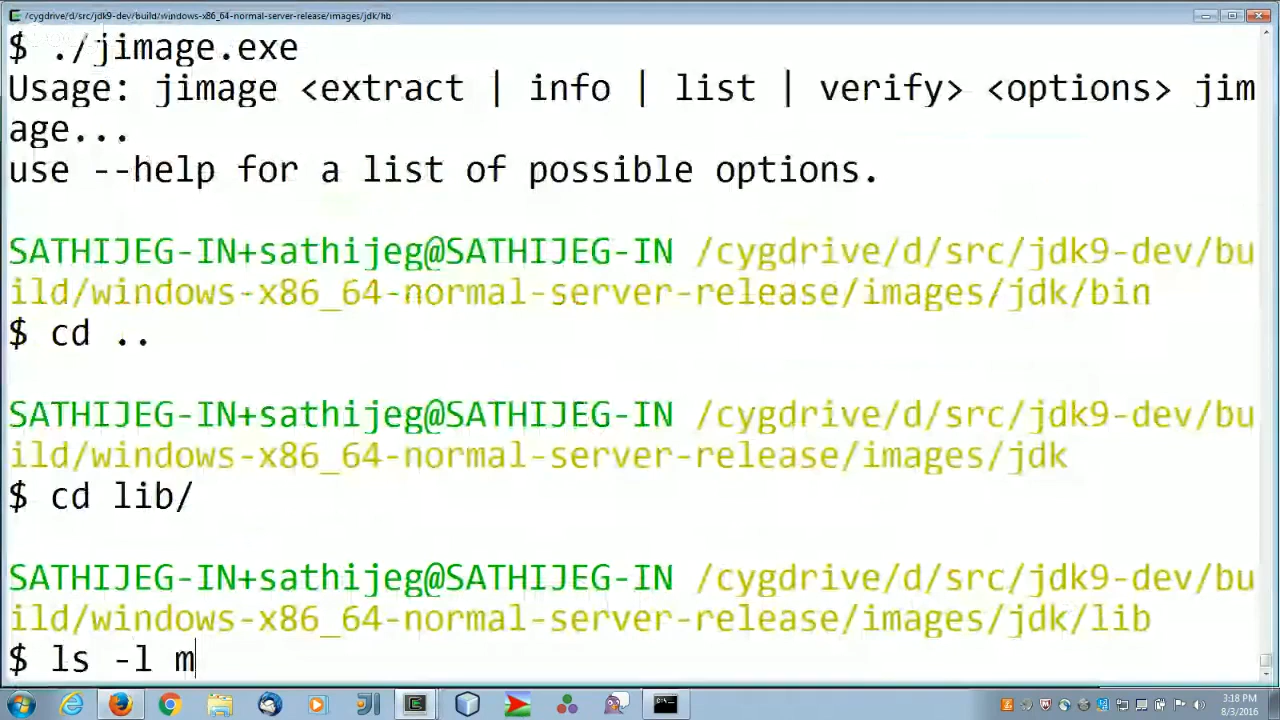 /cygdrive/d/src/jdk9-dev/build/windows-x86_64-normal-server-release/images/jdk/lib
$ ./jimage.exe
Usage: jimage <extract | info | list | verify> <options> jim
age...
use --help for a list of possible options.
SATHIJEG-IN+sathijeg@SATHIJEG-IN /cygdrive/d/src/jdk9-dev/bu
ild/windows-x86_64-normal-server-release/images/jdk/bin
$ cd ..
SATHIJEG-IN+sathijeg@SATHIJEG-IN /cygdrive/d/src/jdk9-dev/bu
ild/windows-x86_64-normal-server-release/images/jdk
$ cd lib/
SATHIJEG-IN+sathijeg@SATHIJEG-IN /cygdrive/d/src/jdk9-dev/bu
ild/windows-x86_64-normal-server-release/images/jdk/lib
$ ls -l m
3:18 PM
8/3/2016